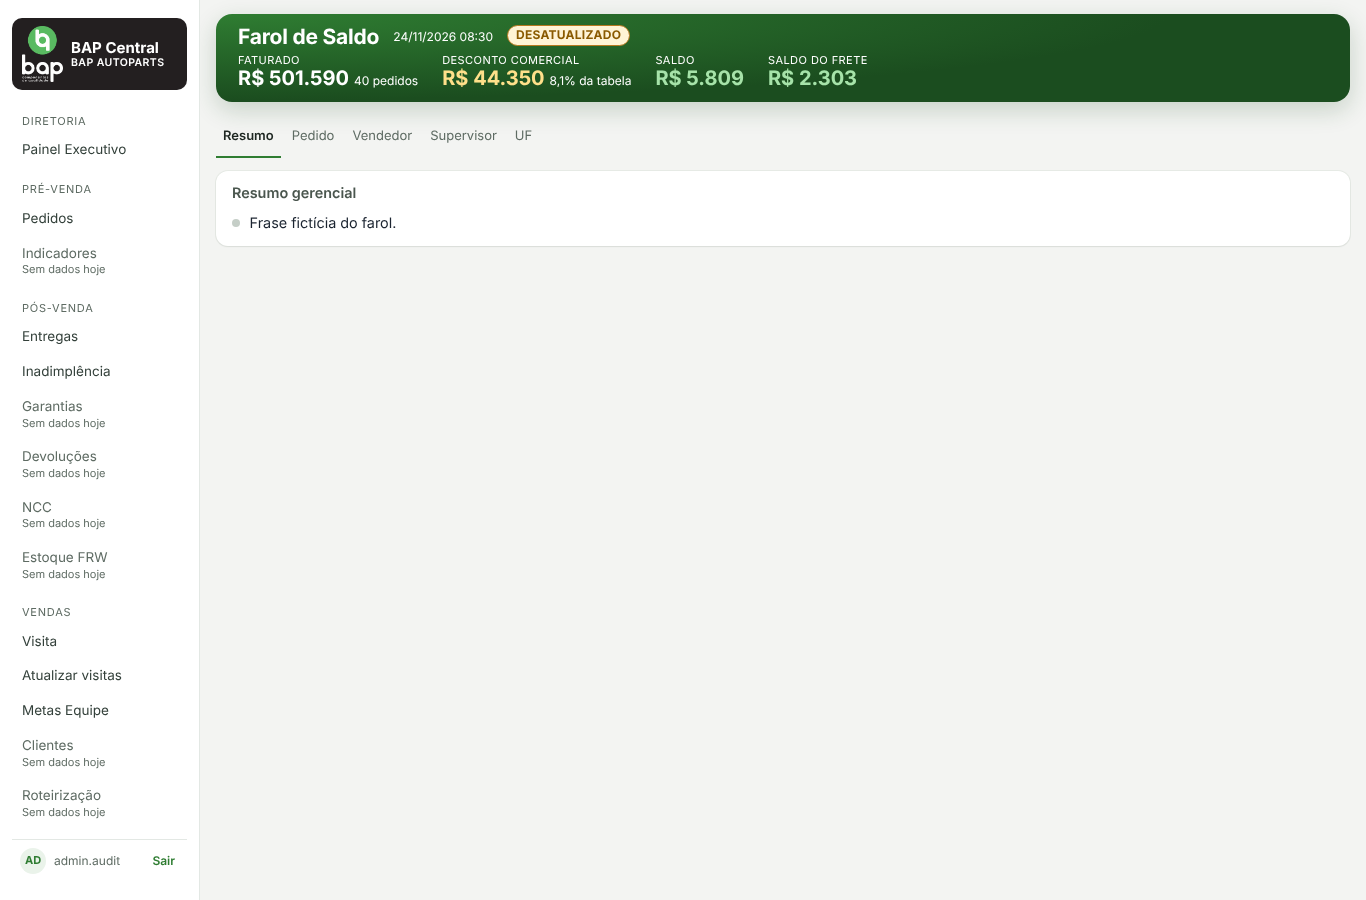 bap
BAP Central
BAP AUTOPARTS
DIRETORIA
Painel Executivo
PRÉ-VENDA
Pedidos
Indicadores
Sem dados hoje
PÓS-VENDA
Entregas
Inadimplência
Garantias
Sem dados hoje
Devoluções
Sem dados hoje
NCC
Sem dados hoje
Estoque FRW
Sem dados hoje
VENDAS
Visita
Atualizar visitas
Metas Equipe
Clientes
Sem dados hoje
Roteirização
Sem dados hoje
AD admin.audit Sair
Farol de Saldo 24/11/2026 08:30 DESATUALIZADO
FATURADO DESCONTO COMERCIAL SALDO SALDO DO FRETE
R$ 501.590 40 pedidos R$ 44.350 8,1% da tabela R$ 5.809 R$ 2.303
Resumo Pedido Vendedor Supervisor UF
Resumo gerencial
Frase fictícia do farol.